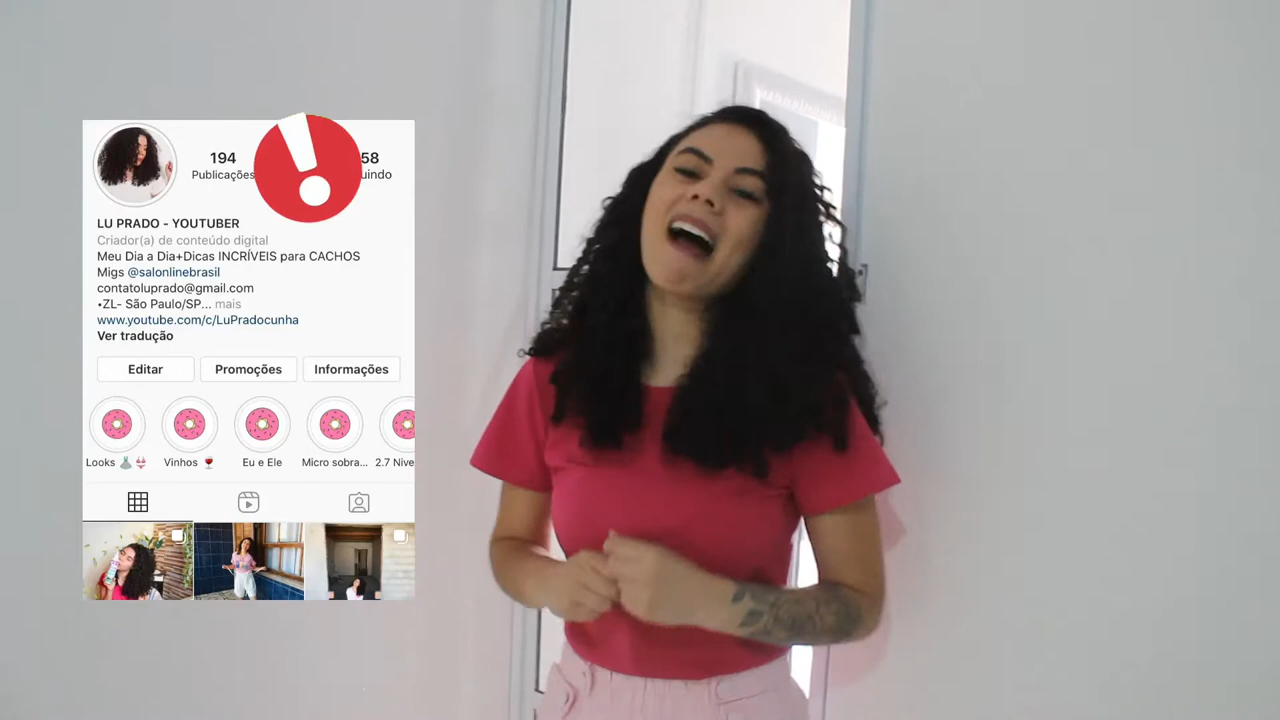 194
58
Publicações
uindo
LU PRADO - YOUTUBER
Criador(a) de conteúdo digital
Meu Dia a Dia+Dicas INCRÍVEIS para CACHOS
Migs @salonlinebrasil
contatoluprado@gmail.com
•ZL- São Paulo/SP... mais
www.youtube.com/c/LuPradocunha
Ver tradução
Editar Promoções Informações
Looks Vinhos Eu e Ele Micro sobra... 2.7 Nive